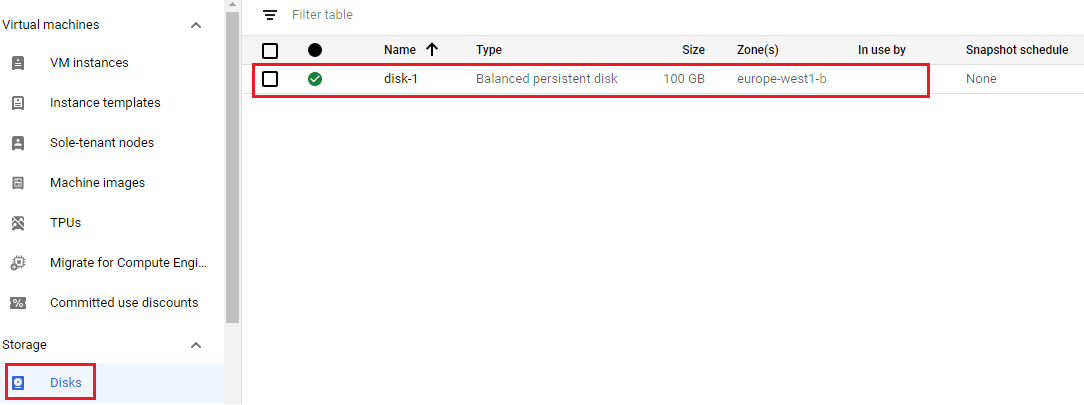 Virtual machines
VM instances
Instance templates
Sole-tenant nodes
Machine images
TPUs
Migrate for Compute Engi...
Committed use discounts
Storage
Disks
Filter table
Name Type Size Zone(s) In use by Snapshot schedule
disk-1 Balanced persistent disk 100 GB europe-west1-b None